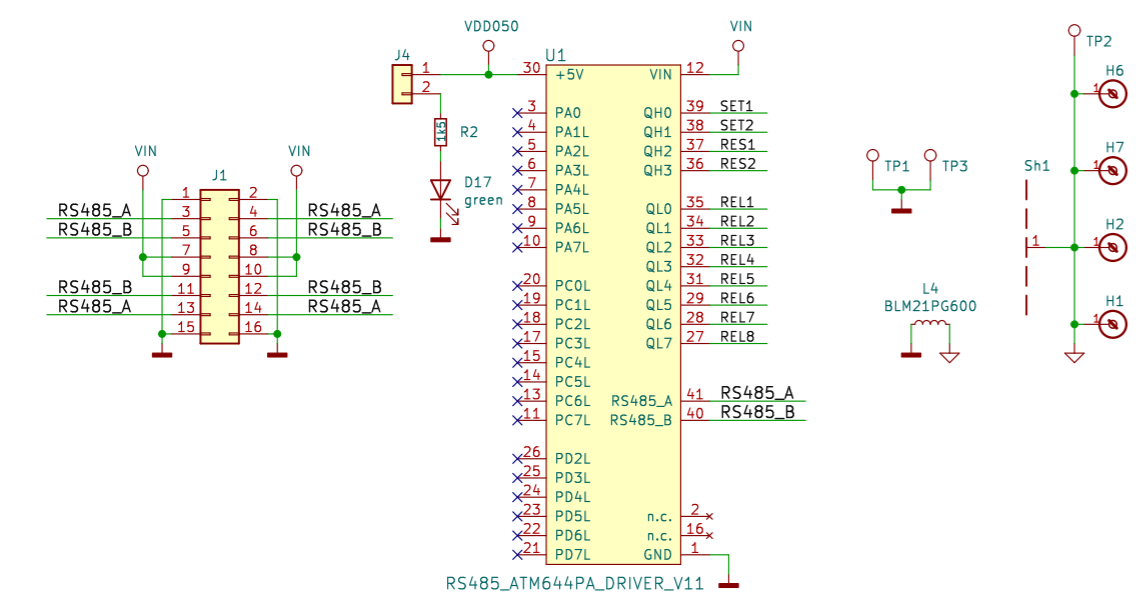 VDD050
VIN
J4
1
2
R2
1k5
D17
green
VIN
VIN
J1
1 2
RS485_A 3 4 RS485_A
RS485_B 5 6 RS485_B
7 8
9 10
RS485_B 11 12 RS485_B
RS485_A 13 14 RS485_A
15 16
U1
30 +5V VIN 12
3 PA0 QH0 39 SET1
4 PA1L QH1 38 SET2
5 PA2L QH2 37 RES1
6 PA3L QH3 36 RES2
7 PA4L
8 PA5L QL0 35 REL1
9 PA6L QL1 34 REL2
10 PA7L QL2 33 REL3
QL3 32 REL4
20 PC0L QL4 31 REL5
19 PC1L QL5 29 REL6
18 PC2L QL6 28 REL7
17 PC3L QL7 27 REL8
15 PC4L
14 PC5L
13 PC6L RS485_A 41 RS485_A
11 PC7L RS485_B 40 RS485_B
26 PD2L
25 PD3L
24 PD4L
23 PD5L n.c. 2
22 PD6L n.c. 16
21 PD7L GND 1
RS485_ATM644PA_DRIVER_V11
TP1
TP3
L4
BLM21PG600
TP2
Sh1
1
H6
1
H7
1
H2
1
H1
1